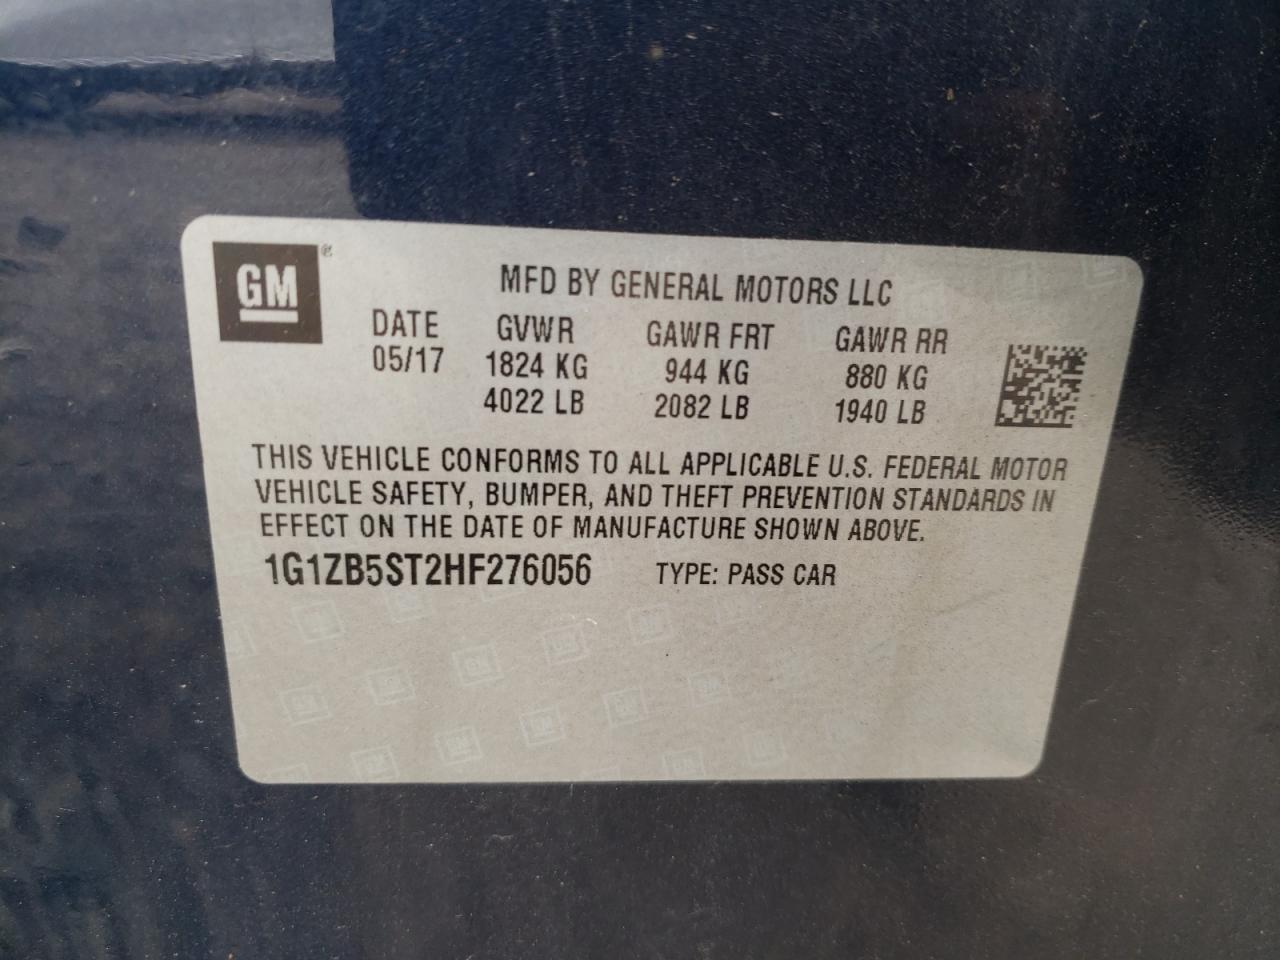 GM®
MFD BY GENERAL MOTORS LLC
DATE GVWR GAWR FRT GAWR RR
05/17 1824 KG 944 KG 880 KG
4022 LB 2082 LB 1940 LB
THIS VEHICLE CONFORMS TO ALL APPLICABLE U.S. FEDERAL MOTOR
VEHICLE SAFETY, BUMPER, AND THEFT PREVENTION STANDARDS IN
EFFECT ON THE DATE OF MANUFACTURE SHOWN ABOVE.
1G1ZB5ST2HF276056 TYPE: PASS CAR